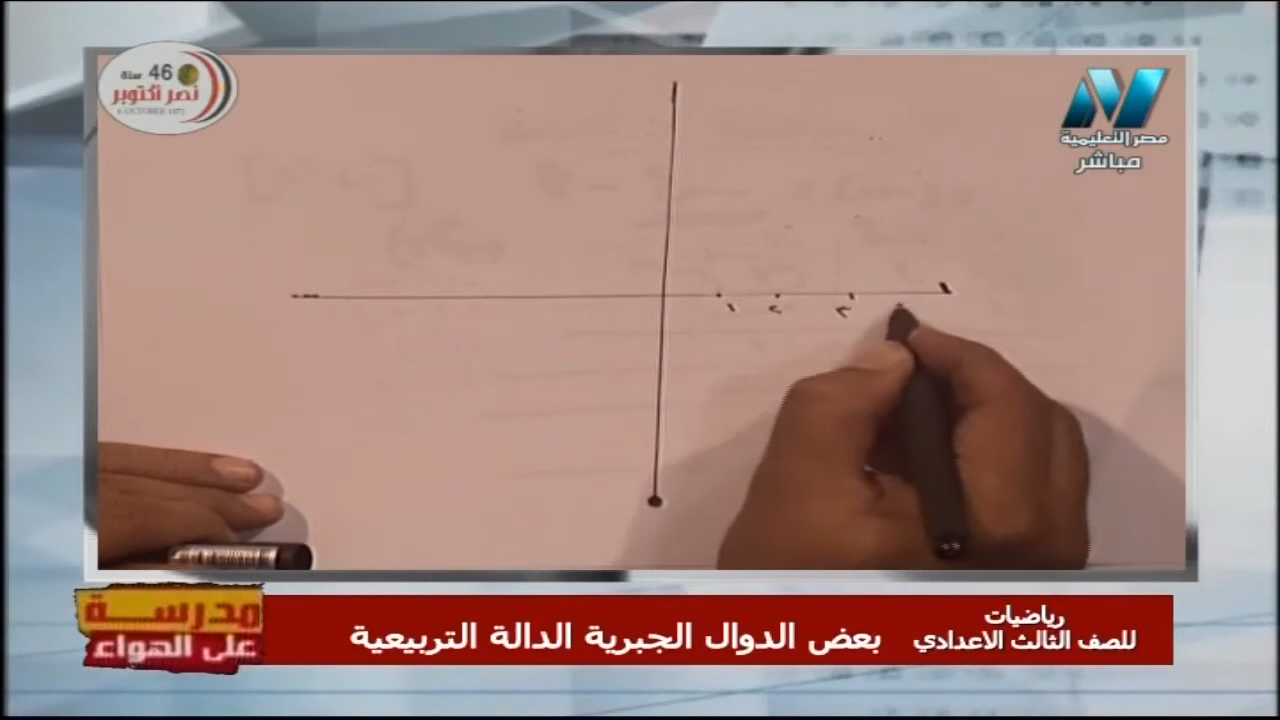 46 سنة
نصر أكتوبر
6 OCTOBER 1973
مصر التعليمية
مباشر
١ ٢ ٣
مدرسة
على الهواء
رياضيات
للصف الثالث الاعدادي
بعض الدوال الجبرية الدالة التربيعية